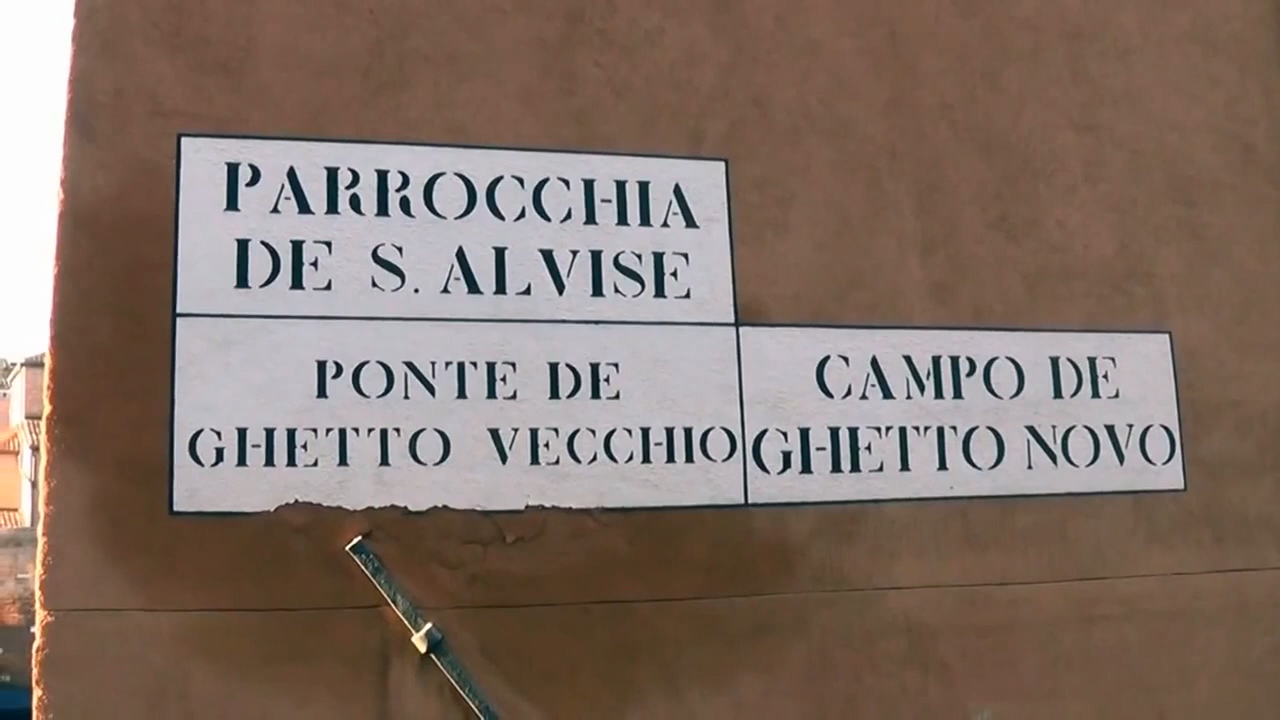 PARROCCHIA
DE S. ALVISE
PONTE DE
GHETTO VECCHIO
CAMPO DE
GHETTO NOVO